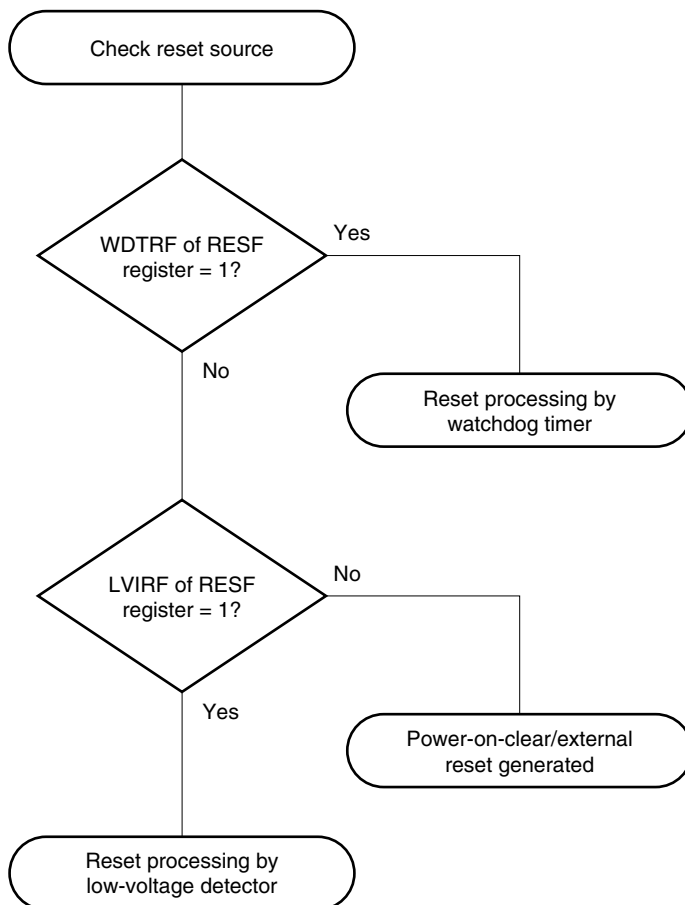 Check reset source
WDTRF of RESF
register = 1?
Yes
No
Reset processing by
watchdog timer
LVIRF of RESF
register = 1?
No
Yes
Power-on-clear/external
reset generated
Reset processing by
low-voltage detector